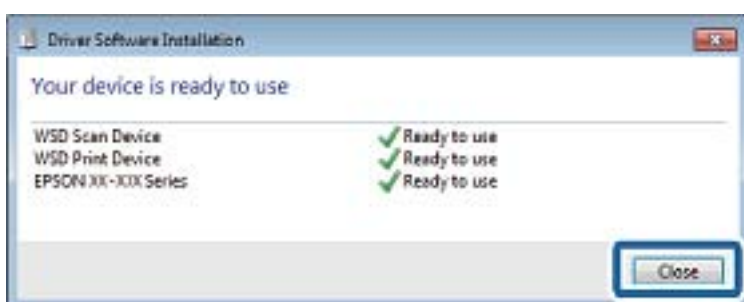 Driver Software Installation
Your device is ready to use
WSD Scan Device Ready to use
WSD Print Device Ready to use
EPSON XX-XXX Series Ready to use
Close